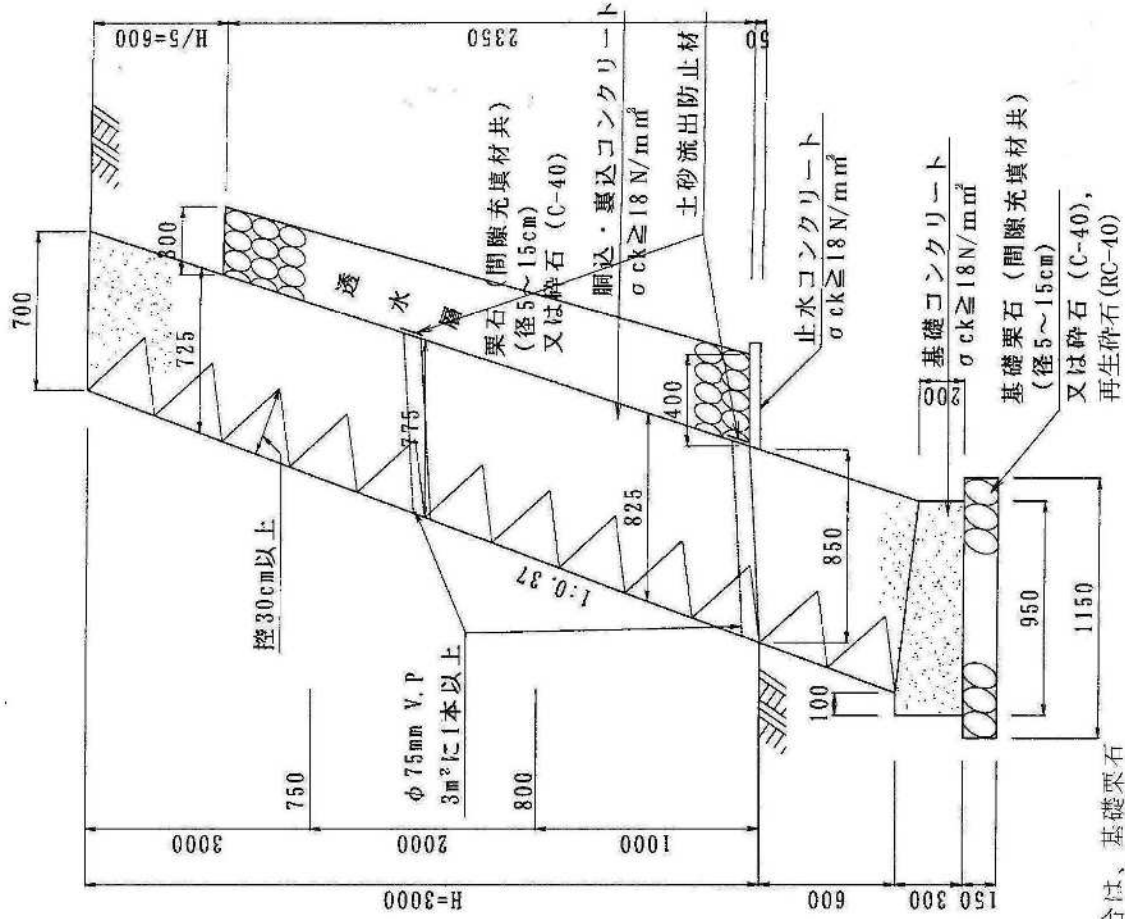 H/5=600
2350
50
700
300
725
透水層
栗石 (間隙充填材共)
(径5~15cm)
又は砕石 (C-40)
胴込・裏込コンクリート
σck≧18N/mm²
土砂流出防止材
控30cm以上
775
400
止水コンクリート
σck≧18N/mm²
825
1:0.37
φ75mm V.P
3m²に1本以上
850
200
基礎コンクリート
σck≧18N/mm²
基礎栗石 (間隙充填材共)
(径5~15cm)
又は砕石 (C-40),
再生砕石(RC-40)
100
950
1150
750
800
3000
2000
1000
H=3000
600
300
150
合は、基礎栗石